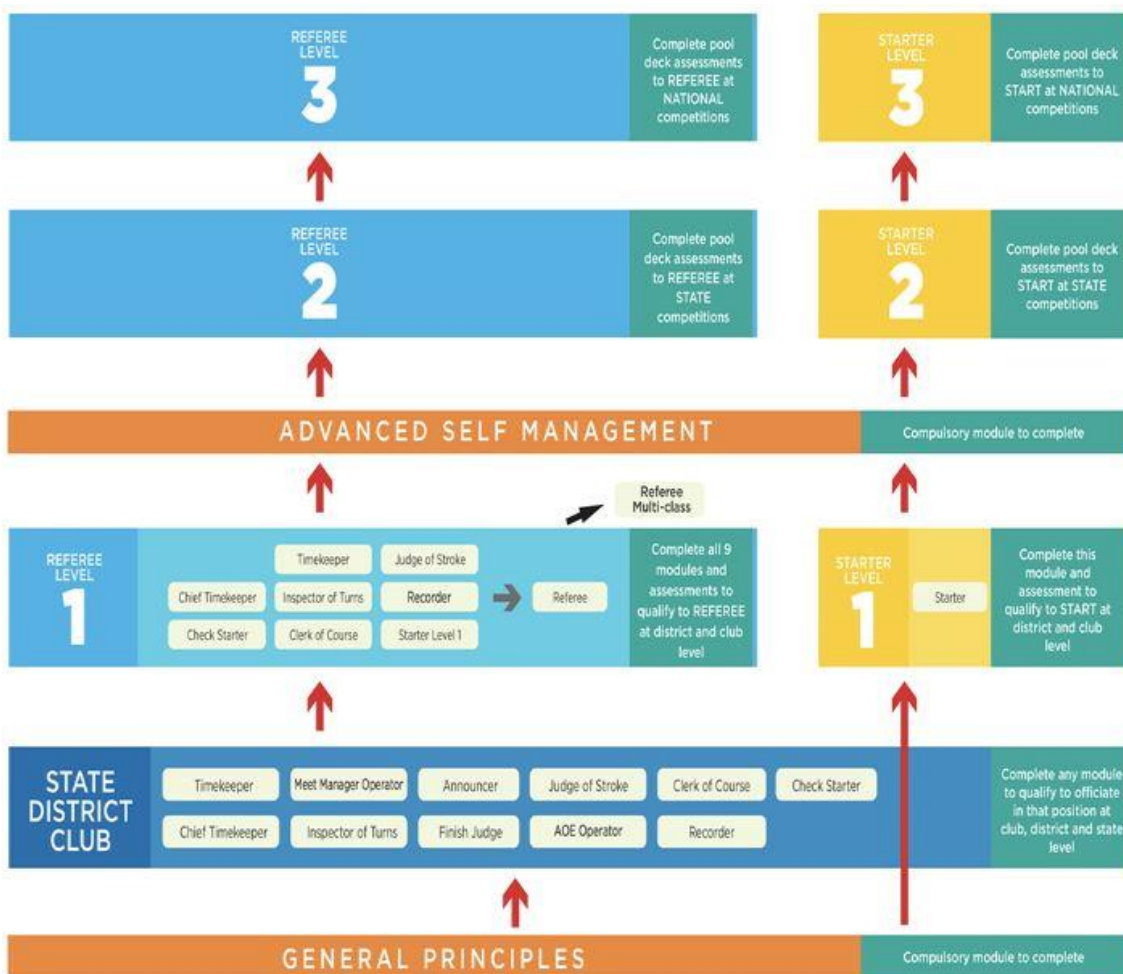 REFEREE
LEVEL
3
Complete pool
deck assessments
to REFEREE at
NATIONAL
competitions
STARTER
LEVEL
3
Complete pool deck
assessments to
START at NATIONAL
competitions
REFEREE
LEVEL
2
Complete pool
deck assessments
to REFEREE at
STATE
competitions
STARTER
LEVEL
2
Complete pool deck
assessments to
START at STATE
competitions
ADVANCED SELF MANAGEMENT
Compulsory module to complete
Referee
Multi-class
REFEREE
LEVEL
1
Timekeeper
Judge of Stroke
Chief Timekeeper
Inspector of Turns
Recorder
Referee
Check Starter
Clerk of Course
Starter Level 1
Complete all 9
modules and
assessments to
qualify to REFEREE
at district and club
level
STARTER
LEVEL
1
Starter
Complete this
module and
assessment to
qualify to START at
district and club
level
STATE
DISTRICT
CLUB
Timekeeper
Meet Manager Operator
Announcer
Judge of Stroke
Clerk of Course
Check Starter
Chief Timekeeper
Inspector of Turns
Finish Judge
AOE Operator
Recorder
Complete any module
to qualify to officiate
in that position at
club, district and state
level
GENERAL PRINCIPLES
Compulsory module to complete